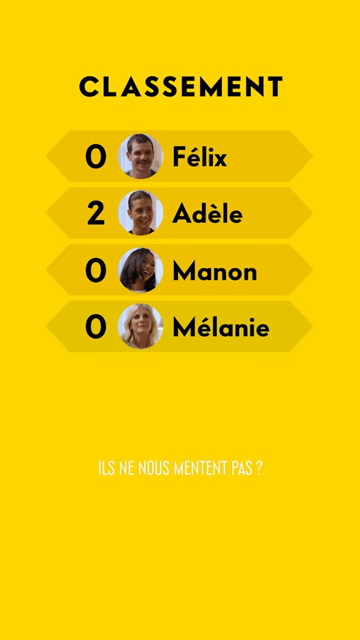 CLASSEMENT
0 Félix
2 Adèle
0 Manon
0 Mélanie
ILS NE NOUS MENTENT PAS ?